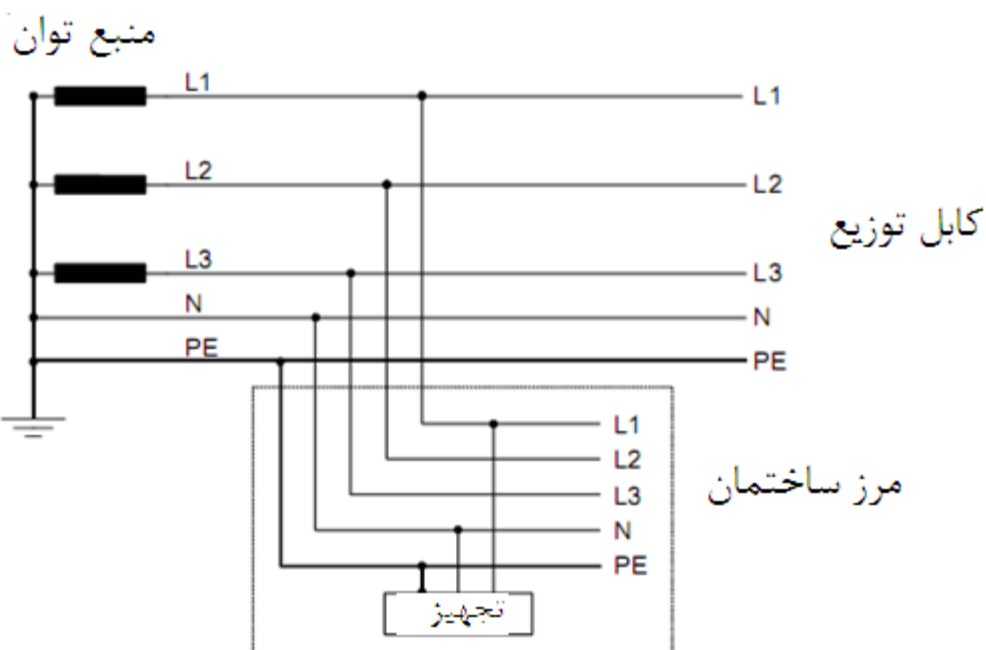 منبع توان
L1 L1
L2 L2
کابل توزیع
L3 L3
N N
PE PE
L1
L2
مرز ساختمان
L3
N
PE
تجهیز